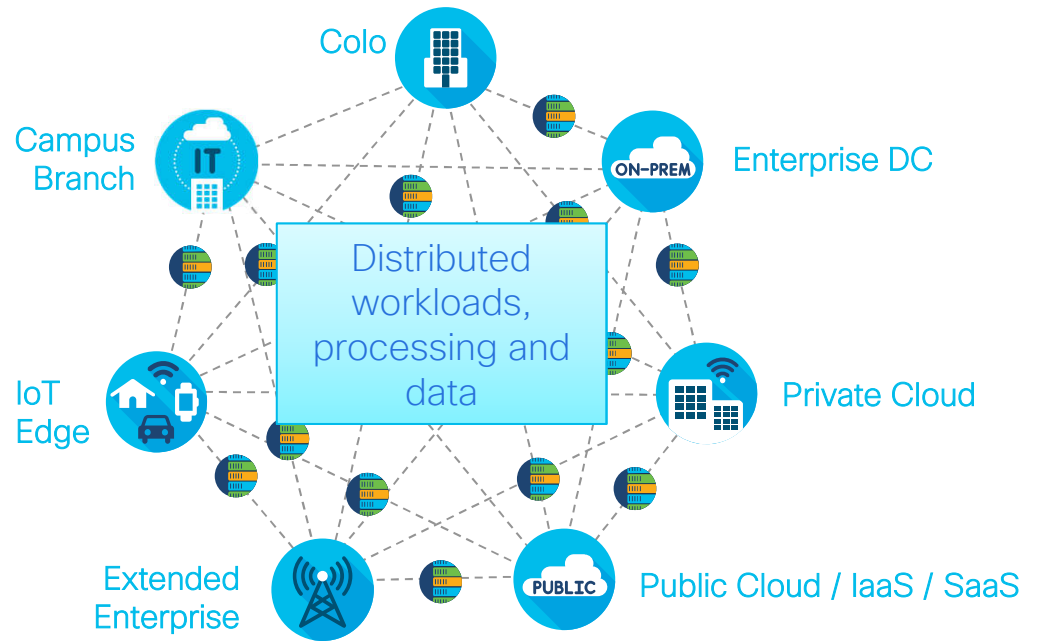 Colo
Campus
Branch
IT
ON-PREM
Enterprise DC
Distributed
workloads,
processing and
data
IoT
Edge
Private Cloud
Extended
Enterprise
PUBLIC
Public Cloud / IaaS / SaaS